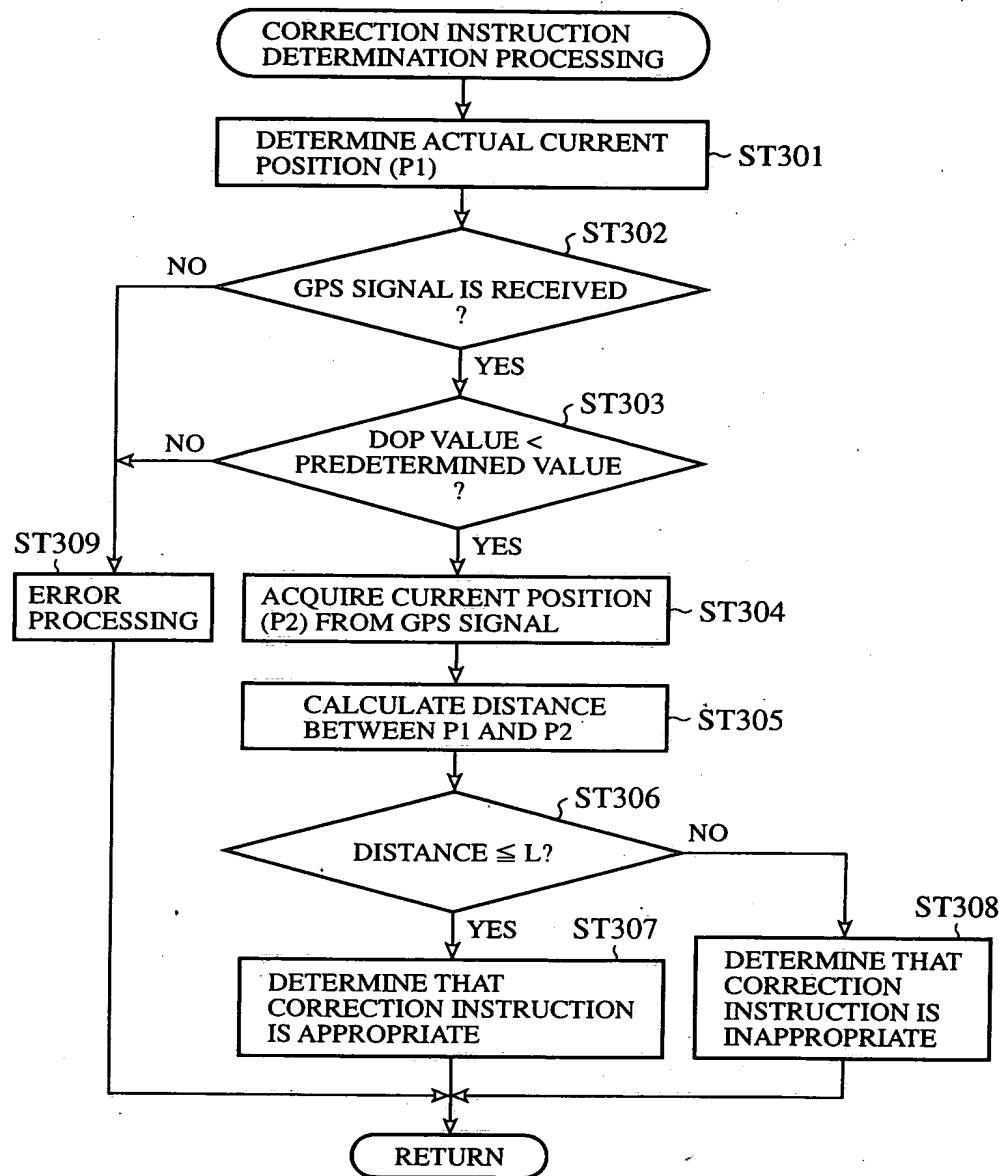 CORRECTION INSTRUCTION
DETERMINATION PROCESSING
DETERMINE ACTUAL CURRENT
POSITION (P1)
ST301
ST302
NO
GPS SIGNAL IS RECEIVED
?
YES
ST303
NO
DOP VALUE <
PREDETERMINED VALUE
?
YES
ST309
ERROR
PROCESSING
ACQUIRE CURRENT POSITION
(P2) FROM GPS SIGNAL
ST304
CALCULATE DISTANCE
BETWEEN P1 AND P2
ST305
ST306
DISTANCE ≦ L?
NO
YES
ST307
ST308
DETERMINE THAT
CORRECTION INSTRUCTION
IS APPROPRIATE
DETERMINE THAT
CORRECTION
INSTRUCTION IS
INAPPROPRIATE
RETURN